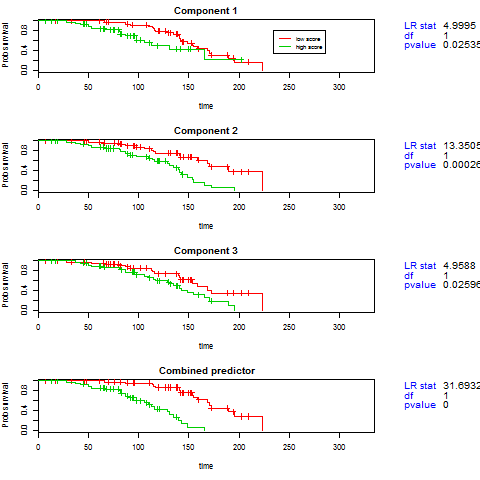 Component 1
Prob survival
0.0 0.4 0.8
low score
high score
0 50 100 150 200 250 300
time
LR stat 4.9995
df 1
pvalue 0.02535
Component 2
Prob survival
0.0 0.4 0.8
0 50 100 150 200 250 300
time
LR stat 13.3505
df 1
pvalue 0.00026
Component 3
Prob survival
0.0 0.4 0.8
0 50 100 150 200 250 300
time
LR stat 4.9588
df 1
pvalue 0.02596
Combined predictor
Prob survival
0.0 0.4 0.8
0 50 100 150 200 250 300
time
LR stat 31.6932
df 1
pvalue 0